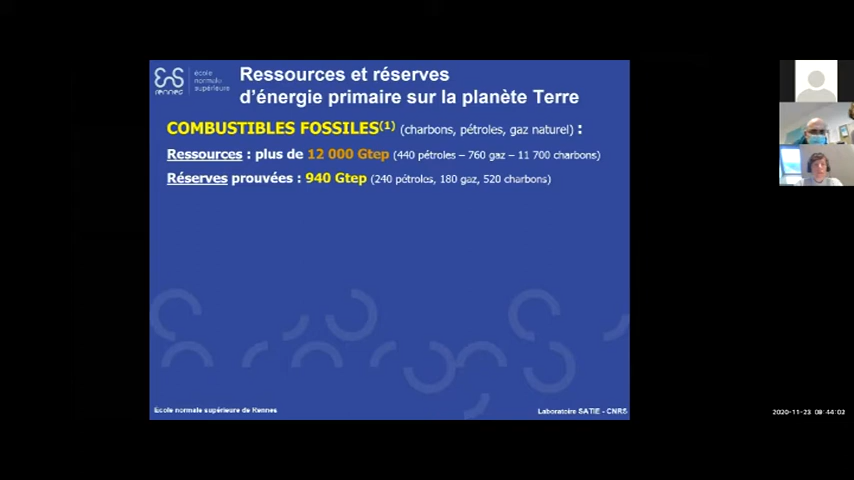 école
normale
supérieure
RENNES
Ressources et réserves
d'énergie primaire sur la planète Terre
COMBUSTIBLES FOSSILES(1) (charbons, pétroles, gaz naturel) :
Ressources : plus de 12 000 Gtep (440 pétroles – 760 gaz – 11 700 charbons)
Réserves prouvées : 940 Gtep (240 pétroles, 180 gaz, 520 charbons)
Ecole normale supérieure de Rennes
Laboratoire SATIE - CNRS
2020-11-23 08:44:02